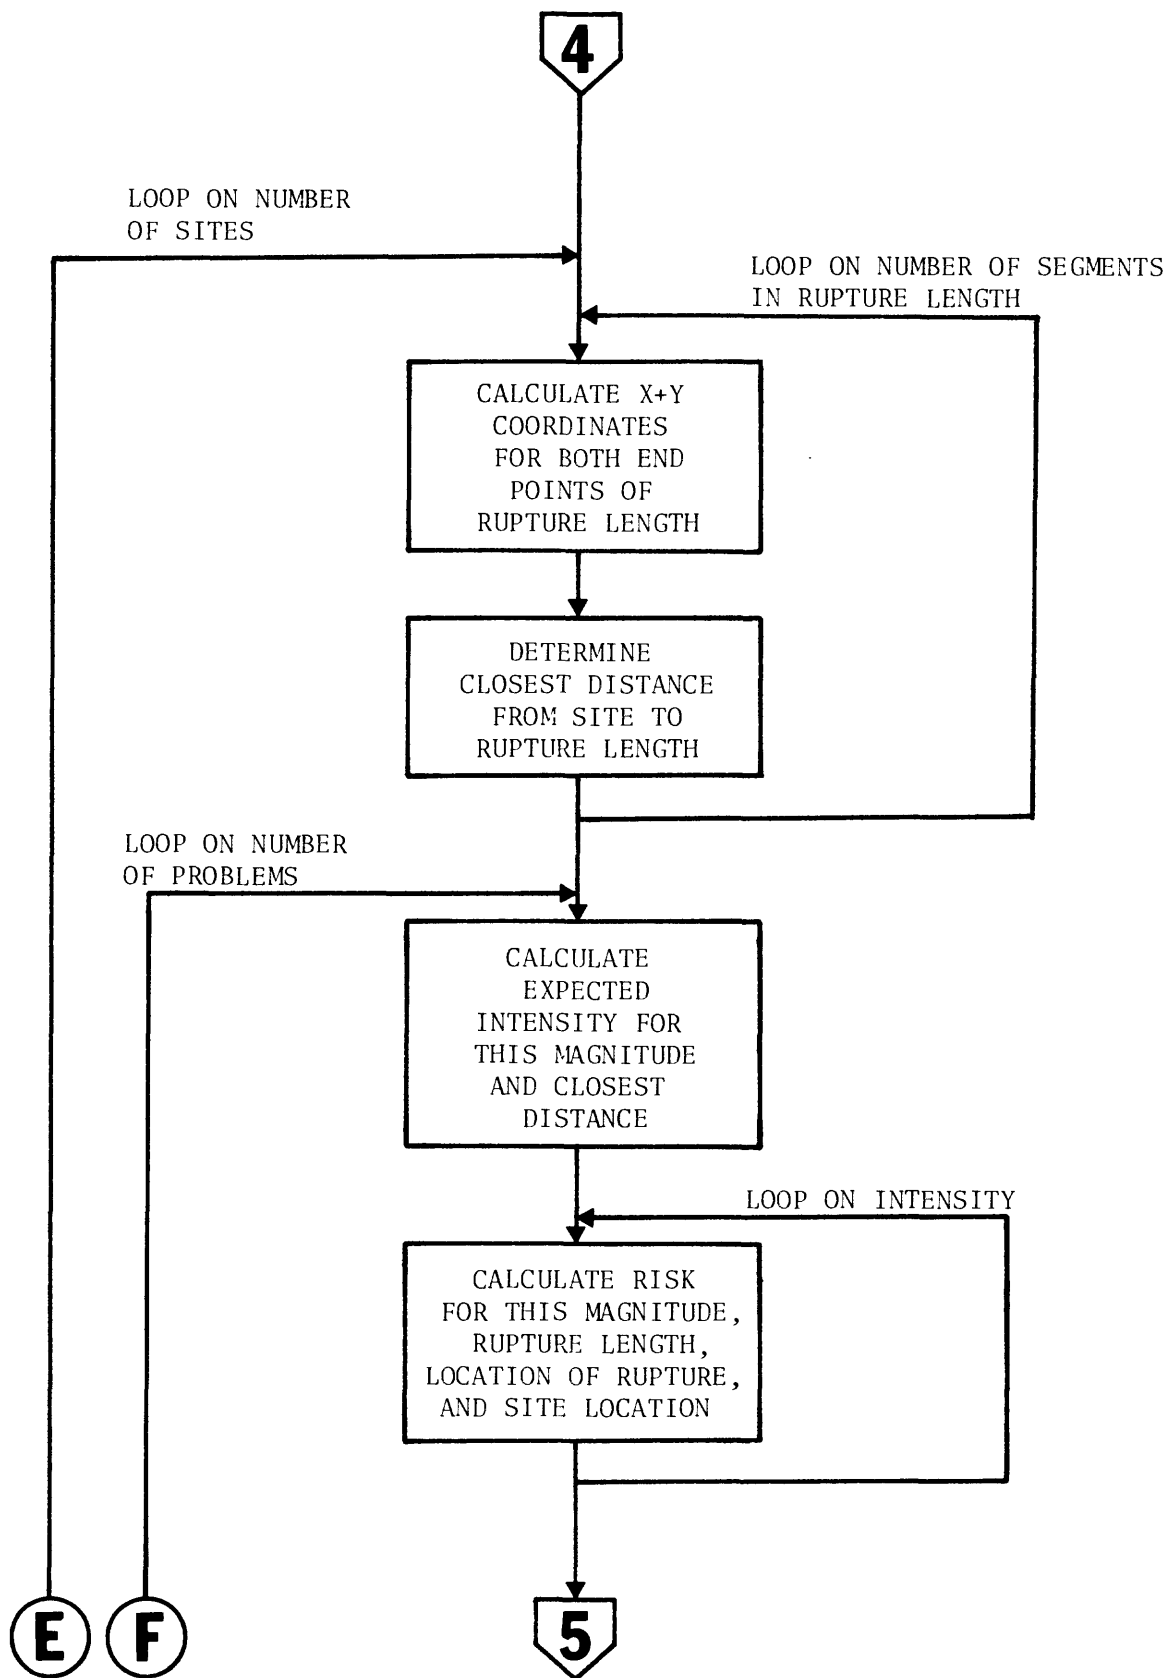 4
LOOP ON NUMBER
OF SITES
LOOP ON NUMBER OF SEGMENTS
IN RUPTURE LENGTH
CALCULATE X+Y
COORDINATES
FOR BOTH END
POINTS OF
RUPTURE LENGTH
DETERMINE
CLOSEST DISTANCE
FROM SITE TO
RUPTURE LENGTH
LOOP ON NUMBER
OF PROBLEMS
CALCULATE
EXPECTED
INTENSITY FOR
THIS MAGNITUDE
AND CLOSEST
DISTANCE
LOOP ON INTENSITY
CALCULATE RISK
FOR THIS MAGNITUDE,
RUPTURE LENGTH,
LOCATION OF RUPTURE,
AND SITE LOCATION
E
F
5